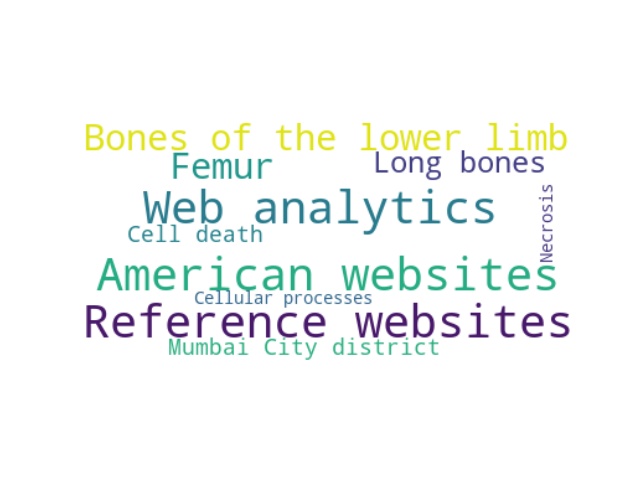 Bones of the lower limb
Femur
Long bones
Web analytics
Necrosis
Cell death
American websites
Cellular processes
Reference websites
Mumbai City district